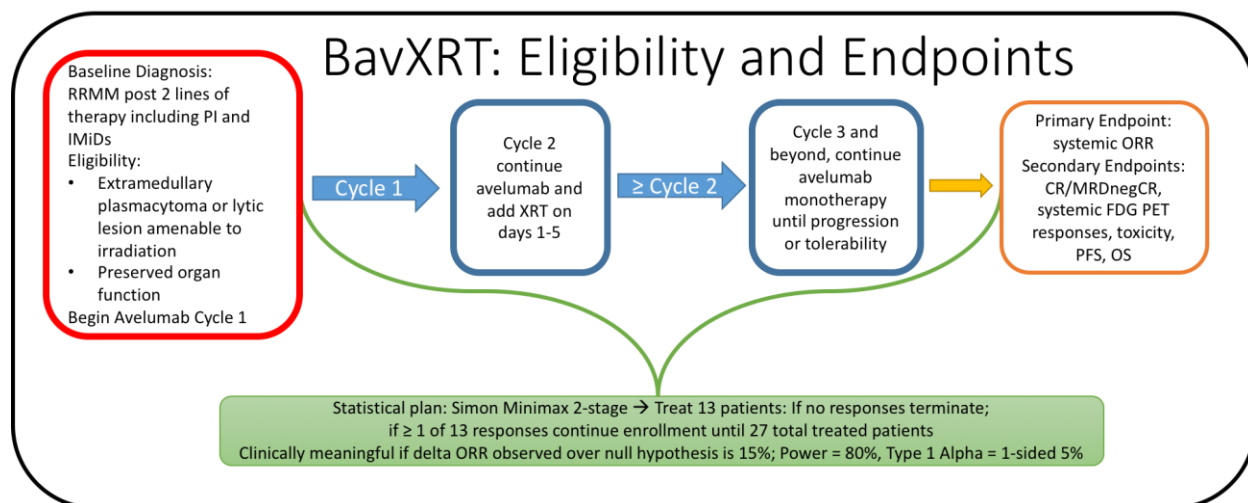 BavXRT: Eligibility and Endpoints
Baseline Diagnosis:
RRMM post 2 lines of
therapy including PI and
IMiDs
Eligibility:
• Extramedullary
plasmacytoma or lytic
lesion amenable to
irradiation
• Preserved organ
function
Begin Avelumab Cycle 1
Cycle 1
Cycle 2
continue
avelumab and
add XRT on
days 1-5
≥ Cycle 2
Cycle 3 and
beyond, continue
avelumab
monotherapy
until progression
or tolerability
Primary Endpoint:
systemic ORR
Secondary Endpoints:
CR/MRDnegCR,
systemic FDG PET
responses, toxicity,
PFS, OS
Statistical plan: Simon Minimax 2-stage → Treat 13 patients: If no responses terminate;
if ≥ 1 of 13 responses continue enrollment until 27 total treated patients
Clinically meaningful if delta ORR observed over null hypothesis is 15%; Power = 80%, Type 1 Alpha = 1-sided 5%